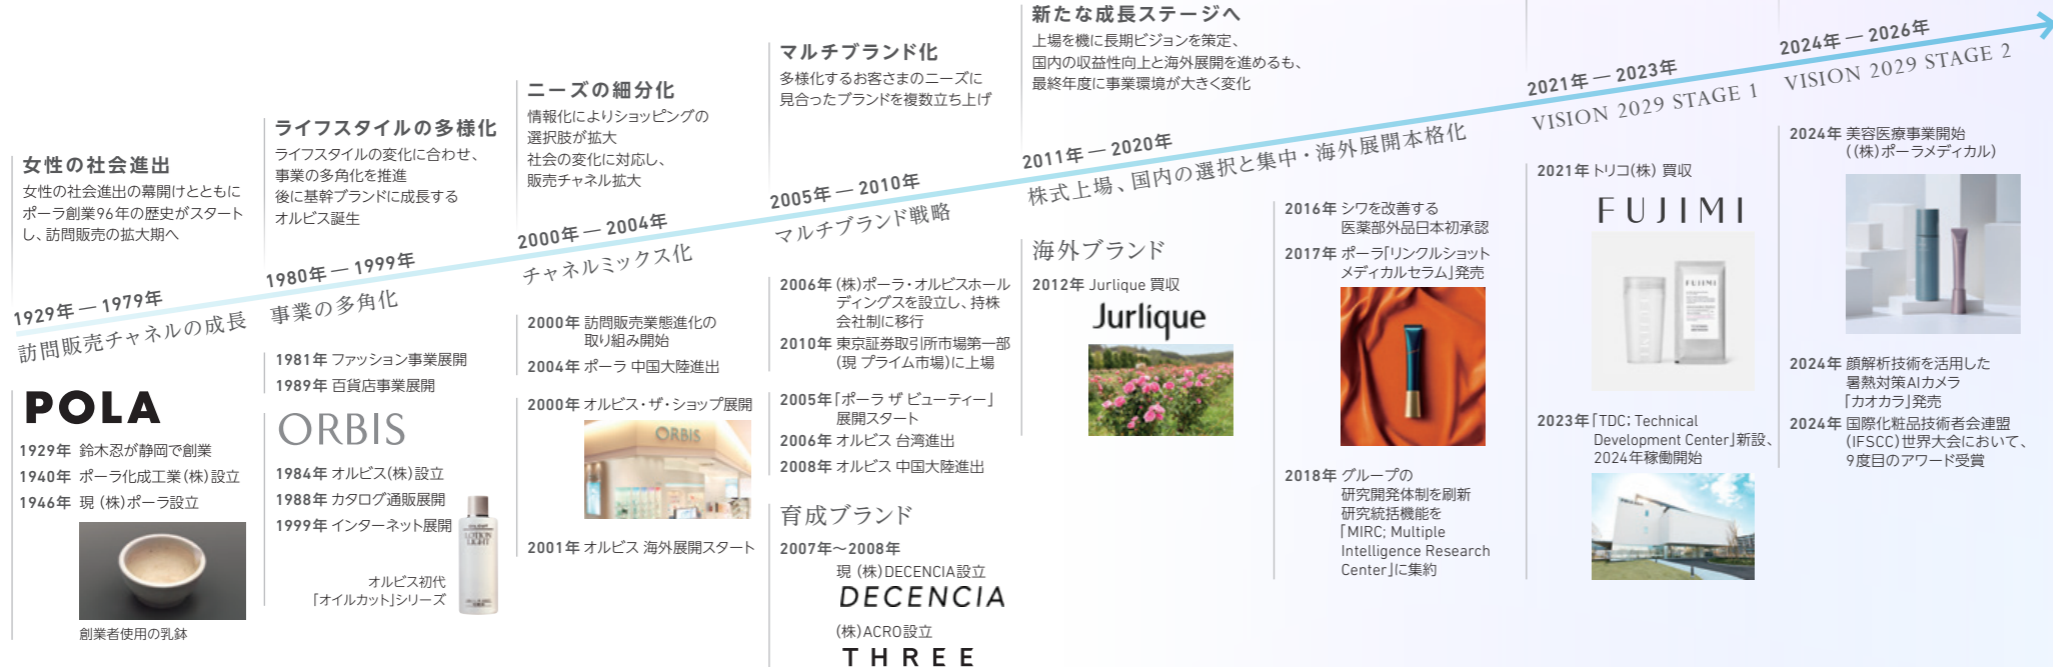 女性の社会進出
女性の社会進出の幕開けとともに
ポーラ創業96年の歴史がスタート
し、訪問販売の拡大期へ
1929年 ― 1979年
訪問販売チャネルの成長
POLA
1929年 鈴木忍が静岡で創業
1940年 ポーラ化成工業(株)設立
1946年 現 (株)ポーラ設立
創業者使用の乳鉢
ライフスタイルの多様化
ライフスタイルの変化に合わせ、
事業の多角化を推進
後に基幹ブランドに成長する
オルビス誕生
1980年 ― 1999年
事業の多角化
1981年 ファッション事業展開
1989年 百貨店事業展開
ORBIS
1984年 オルビス(株)設立
1988年 カタログ通販展開
1999年 インターネット展開
LOTION
LIGHT
オルビス初代
「オイルカット」シリーズ
ニーズの細分化
情報化によりショッピングの
選択肢が拡大
社会の変化に対応し、
販売チャネル拡大
2000年 ― 2004年
チャネルミックス化
2000年 訪問販売業態進化の
取り組み開始
2004年 ポーラ 中国大陸進出
2000年 オルビス・ザ・ショップ展開
ORBIS
2001年 オルビス 海外展開スタート
マルチブランド化
多様化するお客さまのニーズに
見合ったブランドを複数立ち上げ
2005年 ― 2010年
マルチブランド戦略
2006年 (株)ポーラ・オルビスホール
ディングスを設立し、持株
会社制に移行
2010年 東京証券取引所市場第一部
(現 プライム市場)に上場
2005年「ポーラ ザ ビューティー」
展開スタート
2006年 オルビス 台湾進出
2008年 オルビス 中国大陸進出
育成ブランド
2007年～2008年
現 (株)DECENCIA設立
DECENCIA
(株)ACRO設立
THREE
新たな成長ステージへ
上場を機に長期ビジョンを策定、
国内の収益性向上と海外展開を進めるも、
最終年度に事業環境が大きく変化
2011年 ― 2020年
株式上場、国内の選択と集中・海外展開本格化
海外ブランド
2012年 Jurlique 買収
Jurlique
2016年 シワを改善する
医薬部外品日本初承認
2017年 ポーラ「リンクルショット
メディカルセラム」発売
2018年 グループの
研究開発体制を刷新
研究統括機能を
「MIRC; Multiple
Intelligence Research
Center」に集約
2021年 ― 2023年
VISION 2029 STAGE 1
2021年 トリコ(株) 買収
FUJIMI
FUJIMI
2023年「TDC; Technical
Development Center」新設、
2024年稼働開始
2024年 ― 2026年
VISION 2029 STAGE 2
2024年 美容医療事業開始
((株)ポーラメディカル)
2024年 顔解析技術を活用した
暑熱対策AIカメラ
「カオカラ」発売
2024年 国際化粧品技術者会連盟
(IFSCC)世界大会において、
9度目のアワード受賞